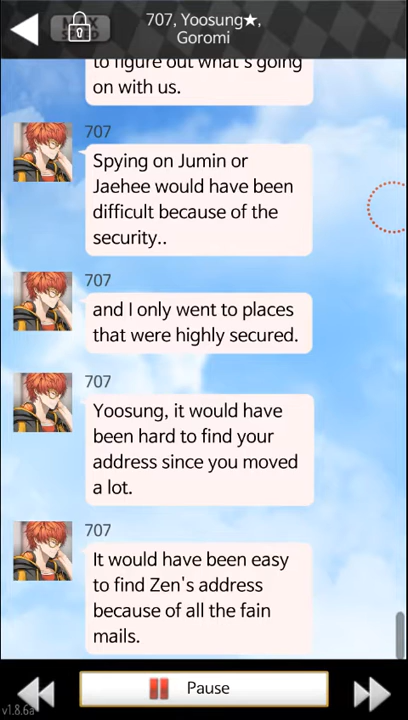 707, Yoosung★,
Goromi
to figure out what's going
on with us.
707
Spying on Jumin or
Jaehee would have been
difficult because of the
security..
707
and I only went to places
that were highly secured.
707
Yoosung, it would have
been hard to find your
address since you moved
a lot.
707
It would have been easy
to find Zen's address
because of all the fain
mails.
Pause
v1.8.6a